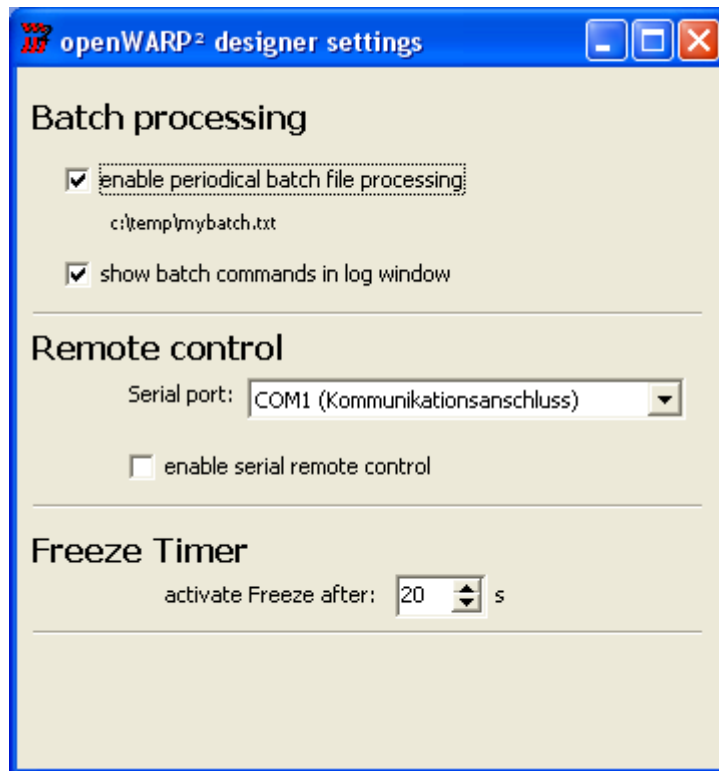 openWARP² designer settings
Batch processing
enable periodical batch file processing
c:\temp\mybatch.txt
show batch commands in log window
Remote control
Serial port: COM1 (Kommunikationsanschluss)
enable serial remote control
Freeze Timer
activate Freeze after: 20 s